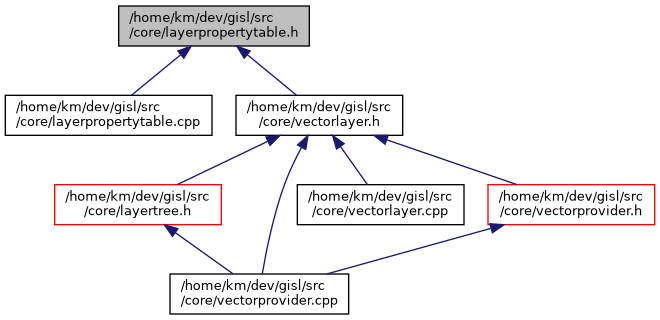 /home/km/dev/gisl/src
/core/layerpropertytable.h
/home/km/dev/gisl/src
/core/layerpropertytable.cpp
/home/km/dev/gisl/src
/core/vectorlayer.h
/home/km/dev/gisl/src
/core/layertree.h
/home/km/dev/gisl/src
/core/vectorlayer.cpp
/home/km/dev/gisl/src
/core/vectorprovider.h
/home/km/dev/gisl/src
/core/vectorprovider.cpp